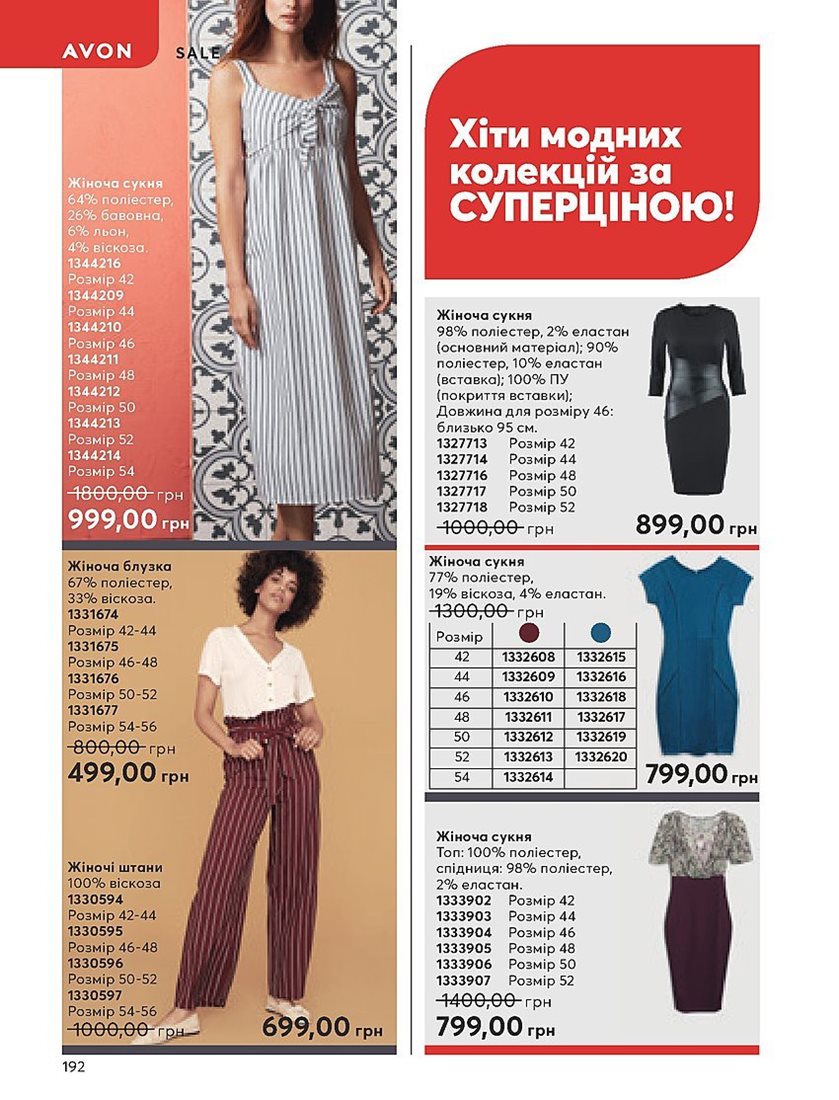 AVON
SALE
Жіноча сукня
64% поліестер,
26% бавовна,
6% льон,
4% віскоза.
1344216
Розмір 42
1344209
Розмір 44
1344210
Розмір 46
1344211
Розмір 48
1344212
Розмір 50
1344213
Розмір 52
1344214
Розмір 54
1800,00 грн
999,00 грн
Жіноча блузка
67% поліестер,
33% віскоза.
1331674
Розмір 42-44
1331675
Розмір 46-48
1331676
Розмір 50-52
1331677
Розмір 54-56
800,00 грн
499,00 грн
Жіночі штани
100% віскоза
1330594
Розмір 42-44
1330595
Розмір 46-48
1330596
Розмір 50-52
1330597
Розмір 54-56
1000,00 грн
699,00 грн
Хіти модних
колекцій за
СУПЕРЦІНОЮ!
Жіноча сукня
98% поліестер, 2% еластан
(основний матеріал); 90%
поліестер, 10% еластан
(вставка); 100% ПУ
(покриття вставки);
Довжина для розміру 46:
близько 95 см.
1327713 Розмір 42
1327714 Розмір 44
1327716 Розмір 48
1327717 Розмір 50
1327718 Розмір 52
1000,00 грн
899,00 грн
Жіноча сукня
77% поліестер,
19% віскоза, 4% еластан.
1300,00 грн
Розмір
42 1332608 1332615
44 1332609 1332616
46 1332610 1332618
48 1332611 1332617
50 1332612 1332619
52 1332613 1332620
54 1332614
799,00 грн
Жіноча сукня
Топ: 100% поліестер,
спідниця: 98% поліестер,
2% еластан.
1333902 Розмір 42
1333903 Розмір 44
1333904 Розмір 46
1333905 Розмір 48
1333906 Розмір 50
1333907 Розмір 52
1400,00 грн
799,00 грн
192